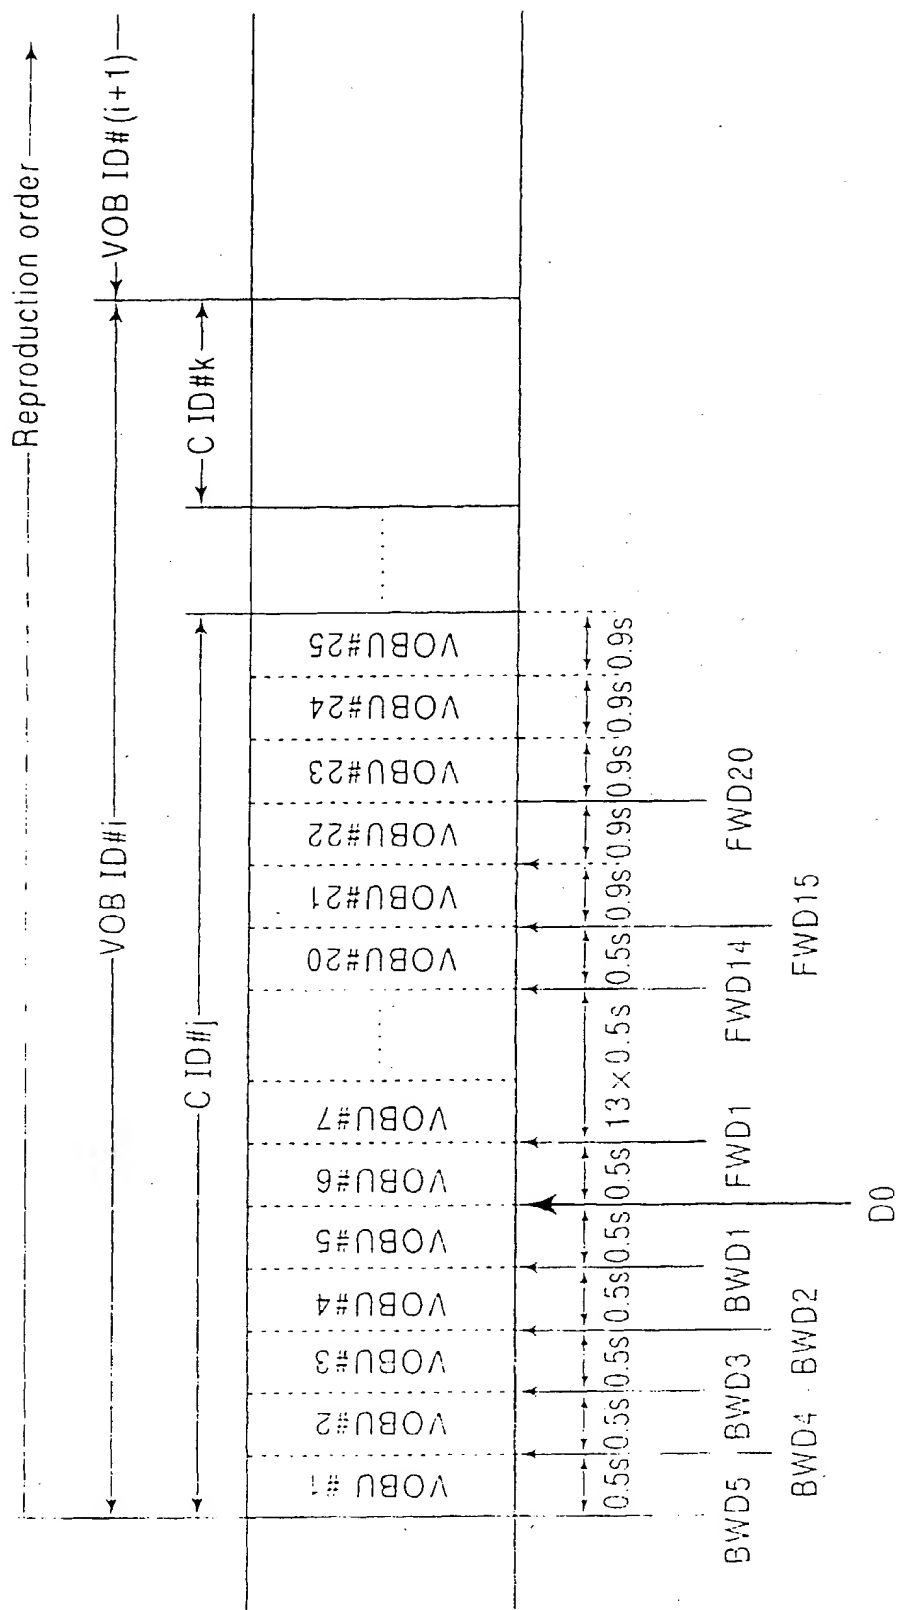 Reproduction order
VOB ID#i
VOB ID#(i+1)
C ID#j
C ID#k
VOBU #1
VOBU#2
VOBU#3
VOBU#4
VOBU#5
VOBU#6
VOBU#7
VOBU#20
VOBU#21
VOBU#22
VOBU#23
VOBU#24
VOBU#25
0.5s 0.5s 0.5s 0.5s 0.5s 0.5s 13×0.5s 0.5s 0.9s 0.9s 0.9s 0.9s 0.9s
BWD5 BWD3 BWD1 FWD1 FWD14 FWD20
BWD4 BWD2 FWD15
D0